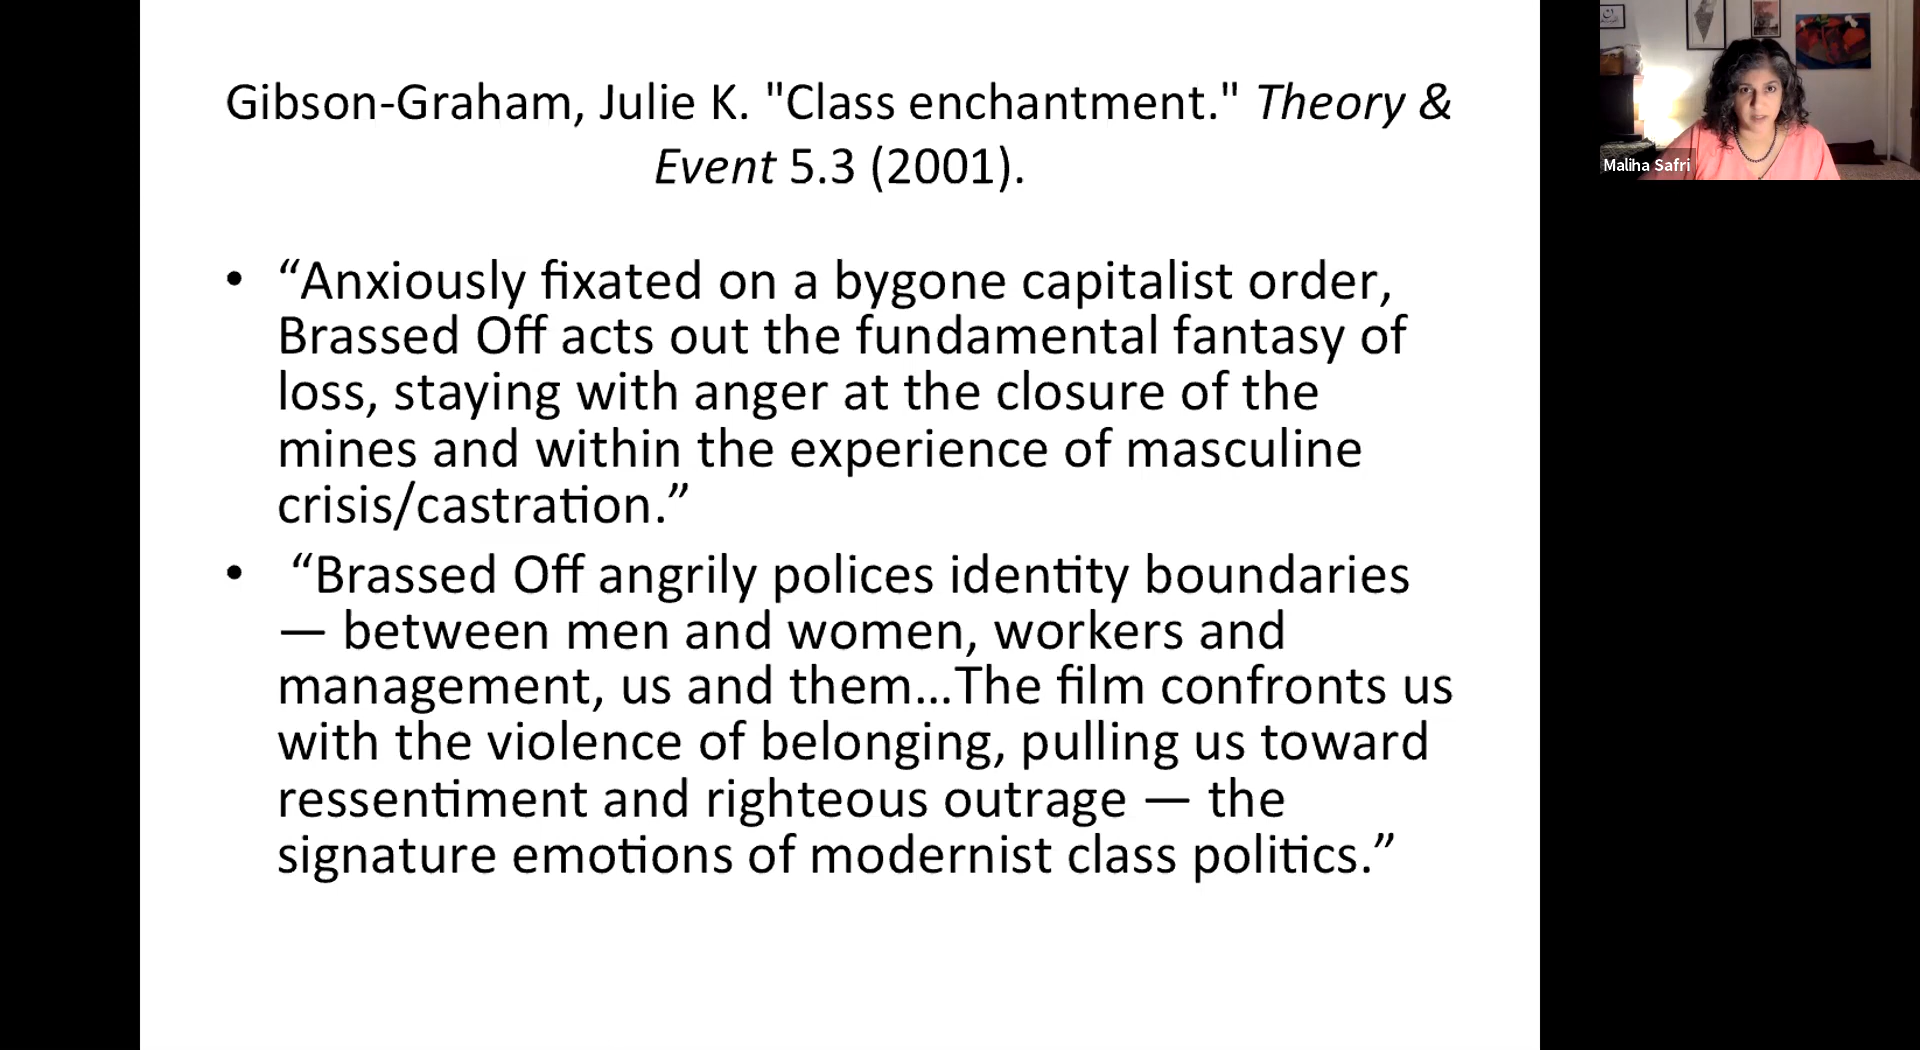 Gibson-Graham, Julie K. "Class enchantment." Theory &
Event 5.3 (2001).
• “Anxiously fixated on a bygone capitalist order,
Brassed Off acts out the fundamental fantasy of
loss, staying with anger at the closure of the
mines and within the experience of masculine
crisis/castration.”
• “Brassed Off angrily polices identity boundaries
— between men and women, workers and
management, us and them...The film confronts us
with the violence of belonging, pulling us toward
ressentiment and righteous outrage — the
signature emotions of modernist class politics.”
Maliha Safri